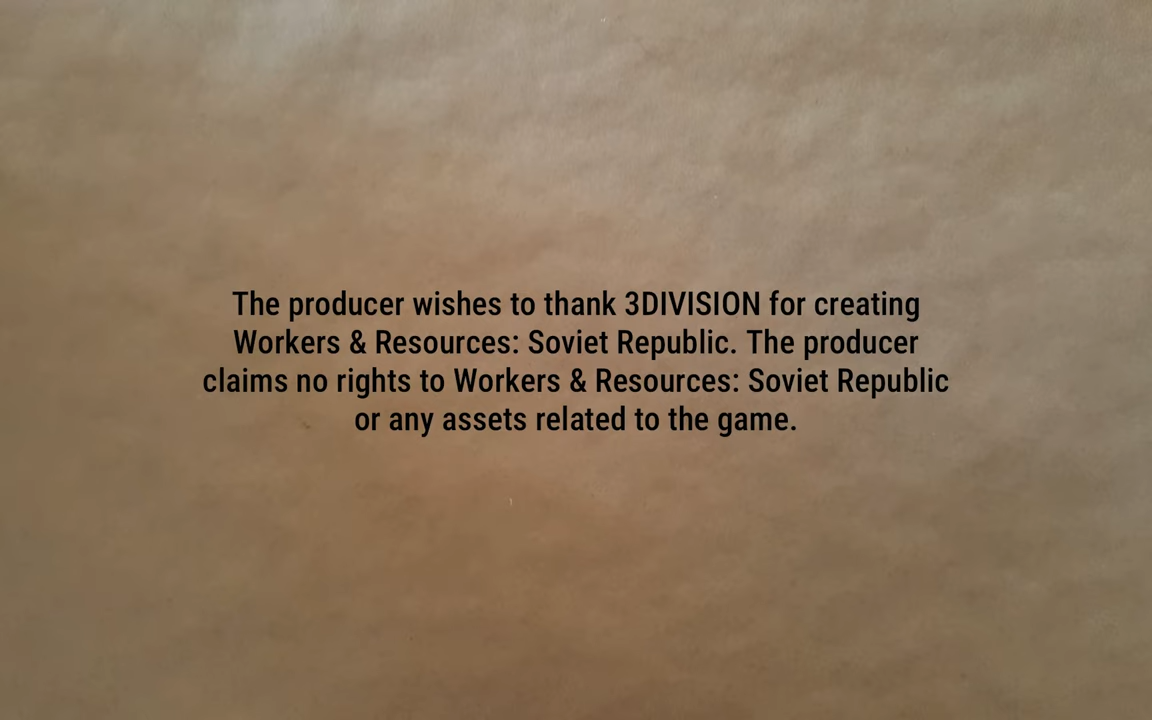 The producer wishes to thank 3DIVISION for creating
Workers & Resources: Soviet Republic. The producer
claims no rights to Workers & Resources: Soviet Republic
or any assets related to the game.